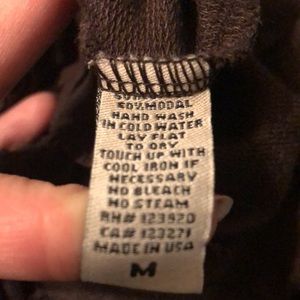 50% MODAL
HAND WASH
IN COLD WATER
LAY FLAT
TO DRY
TOUCH UP WITH
COOL IRON IF
NECESSARY
NO BLEACH
NO STEAM
RN# 123920
CA# 123271
MADE IN USA
M